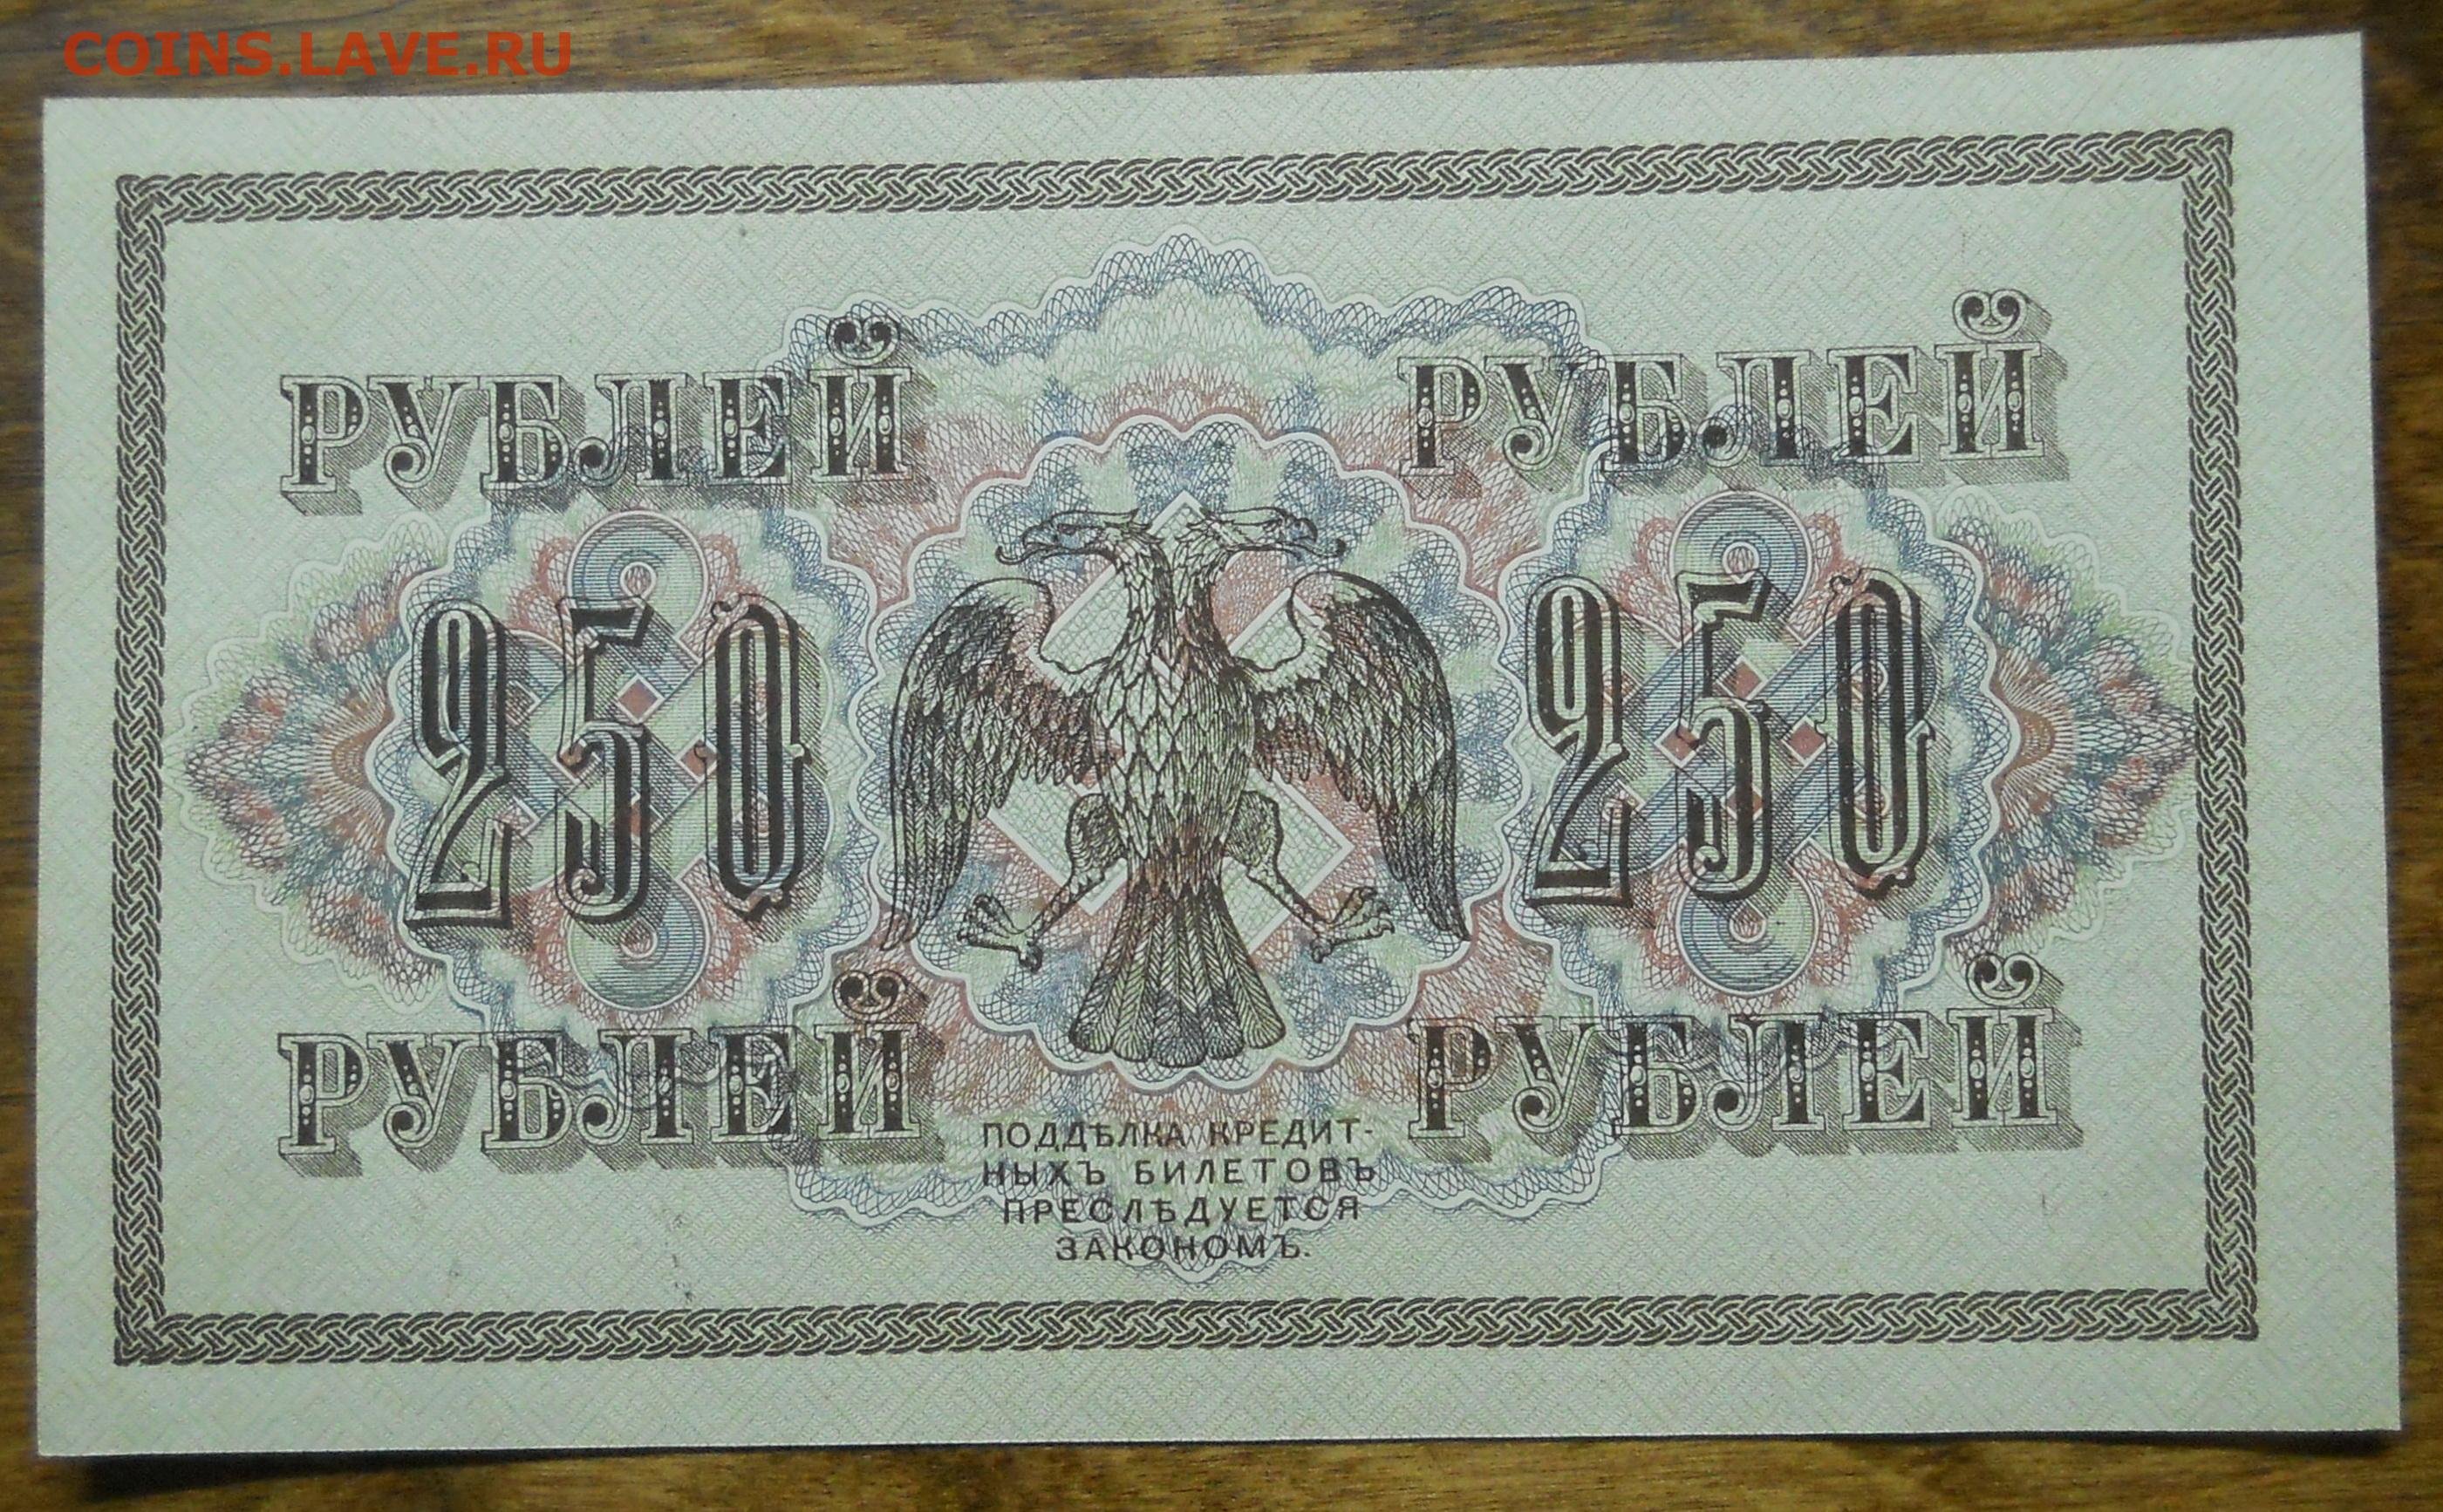 COINS.LAVE.RU
РУБЛЕЙ РУБЛЕЙ
250 250
РУБЛЕЙ РУБЛЕЙ
ПОДДѢЛКА КРЕДИТ-
НЫХЪ БИЛЕТОВЪ
ПРЕСЛѢДУЕТСЯ
ЗАКОНОМЪ.